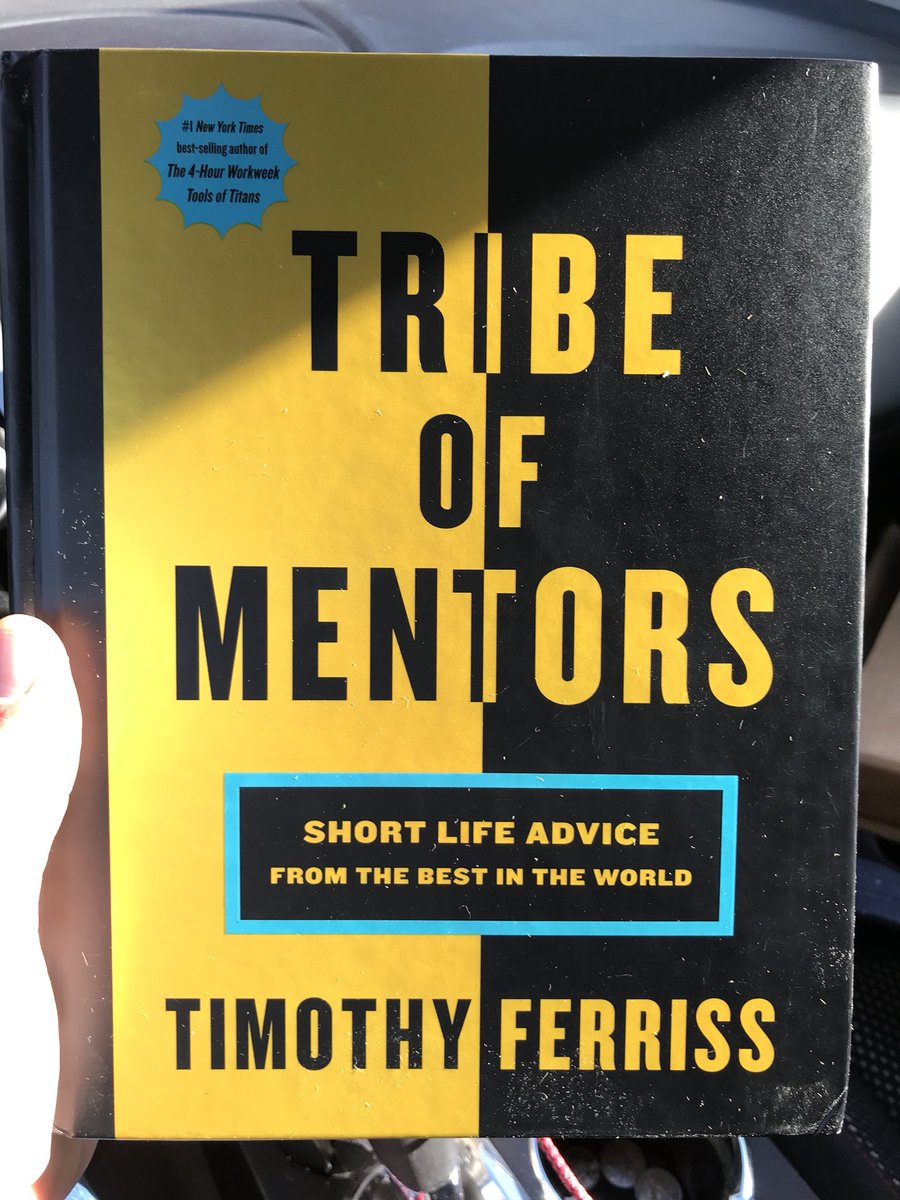 #1 New York Times
best-selling author of
The 4-Hour Workweek
Tools of Titans
TRIBE
OF
MENTORS
SHORT LIFE ADVICE
FROM THE BEST IN THE WORLD
TIMOTHY FERRISS